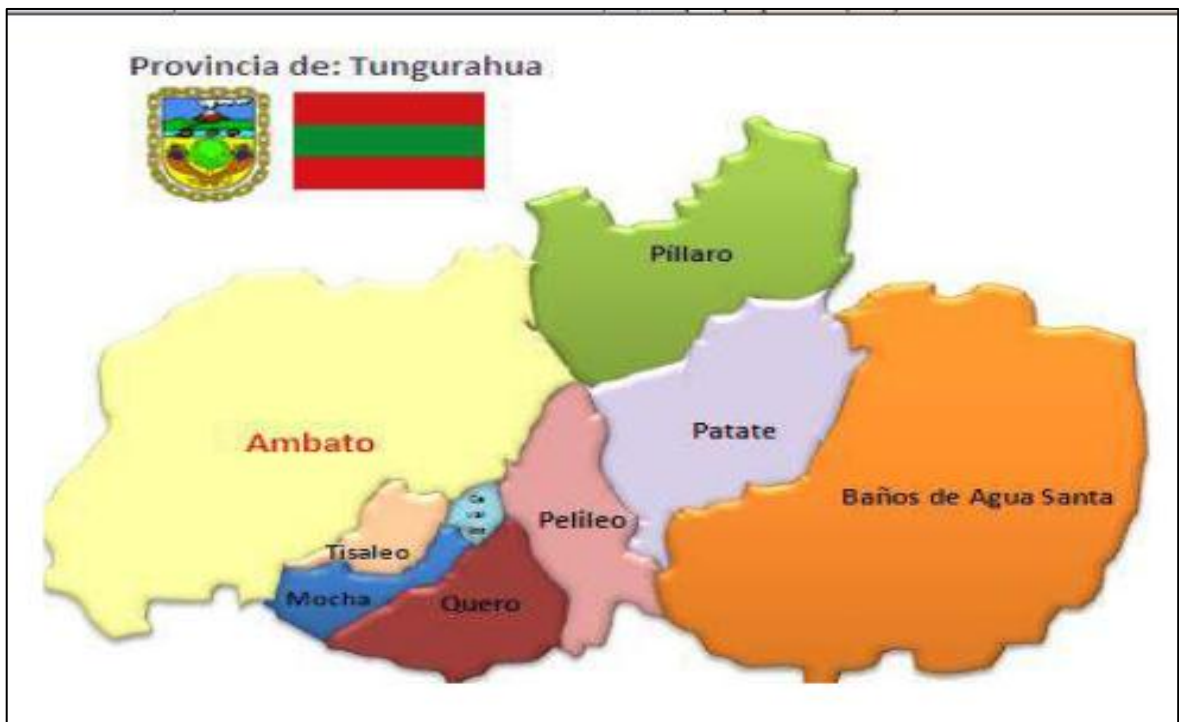 Provincia de: Tungurahua
Píllaro
Patate
Ambato
Baños de Agua Santa
Pelileo
Tisaleo
Mocha
Quero